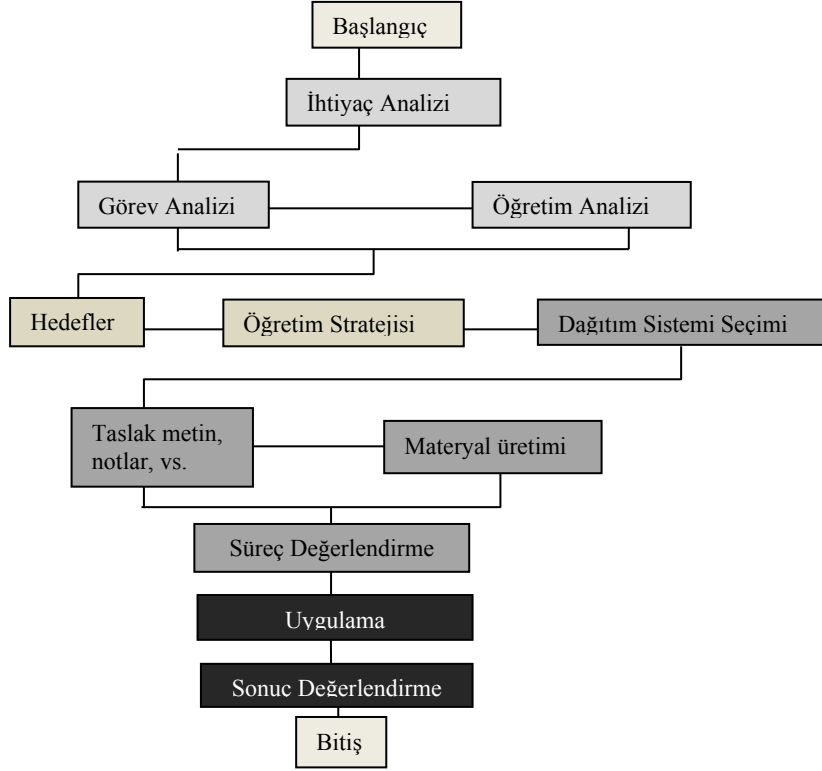 Başlangıç
İhtiyaç Analizi
Görev Analizi
Öğretim Analizi
Hedefler
Öğretim Stratejisi
Dağıtım Sistemi Seçimi
Taslak metin,
notlar, vs.
Materyal üretimi
Süreç Değerlendirme
Uygulama
Sonuc Değerlendirme
Bitiş